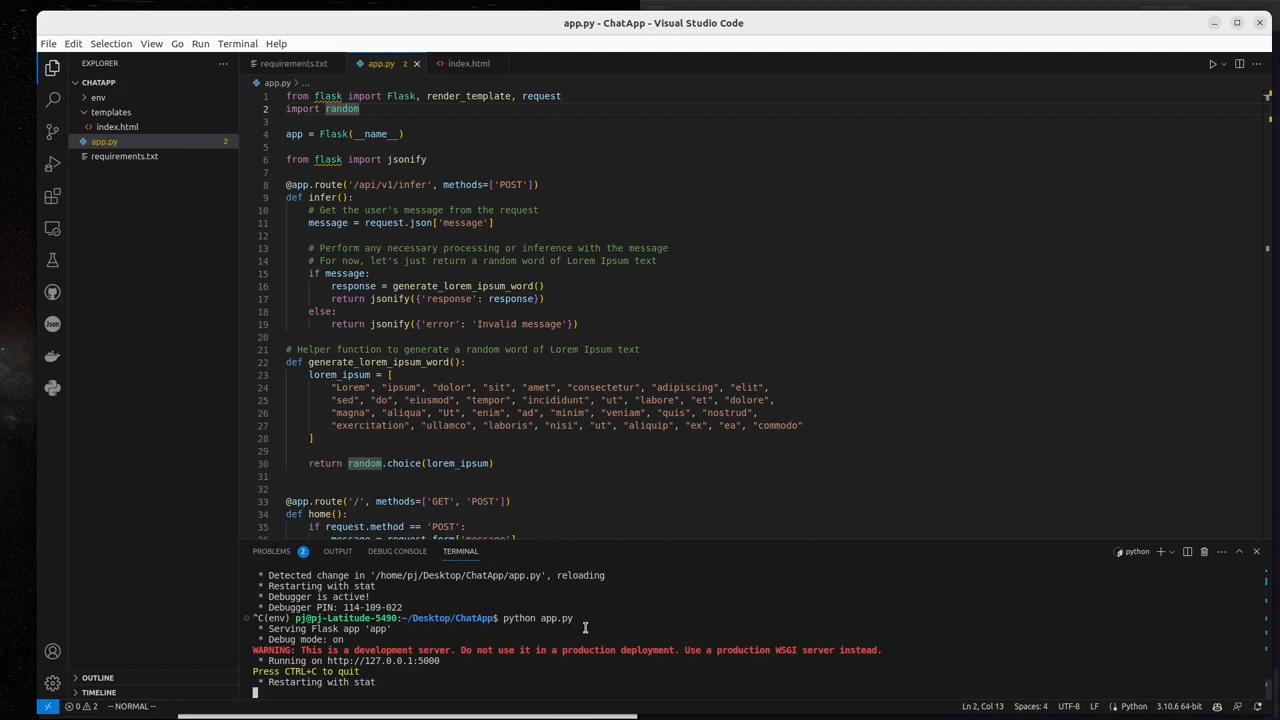 app.py - ChatApp - Visual Studio Code
File Edit Selection View Go Run Terminal Help
EXPLORER
CHATAPP
env
templates
index.html
app.py 2
requirements.txt
OUTLINE
TIMELINE
requirements.txt app.py 2 index.html
app.py > ...
1 from flask import Flask, render_template, request
2 import random
3
4 app = Flask(__name__)
5
6 from flask import jsonify
7
8 @app.route('/api/v1/infer', methods=['POST'])
9 def infer():
10 # Get the user's message from the request
11 message = request.json['message']
12
13 # Perform any necessary processing or inference with the message
14 # For now, let's just return a random word of Lorem Ipsum text
15 if message:
16 response = generate_lorem_ipsum_word()
17 return jsonify({'response': response})
18 else:
19 return jsonify({'error': 'Invalid message'})
20
21 # Helper function to generate a random word of Lorem Ipsum text
22 def generate_lorem_ipsum_word():
23 lorem_ipsum = [
24 "Lorem", "ipsum", "dolor", "sit", "amet", "consectetur", "adipiscing", "elit",
25 "sed", "do", "eiusmod", "tempor", "incididunt", "ut", "labore", "et", "dolore",
26 "magna", "aliqua", "Ut", "enim", "ad", "minim", "veniam", "quis", "nostrud",
27 "exercitation", "ullamco", "laboris", "nisi", "ut", "aliquip", "ex", "ea", "commodo"
28 ]
29
30 return random.choice(lorem_ipsum)
31
32
33 @app.route('/', methods=['GET', 'POST'])
34 def home():
35 if request.method == 'POST':
36 message = request.form['message']
PROBLEMS 2 OUTPUT DEBUG CONSOLE TERMINAL python
* Detected change in '/home/pj/Desktop/ChatApp/app.py', reloading
* Restarting with stat
* Debugger is active!
* Debugger PIN: 114-109-022
^C(env) pj@pj-Latitude-5490:~/Desktop/ChatApp$ python app.py
* Serving Flask app 'app'
* Debug mode: on
WARNING: This is a development server. Do not use it in a production deployment. Use a production WSGI server instead.
* Running on http://127.0.0.1:5000
Press CTRL+C to quit
* Restarting with stat
0 2 -- NORMAL -- Ln 2, Col 13 Spaces: 4 UTF-8 LF Python 3.10.6 64-bit
Json